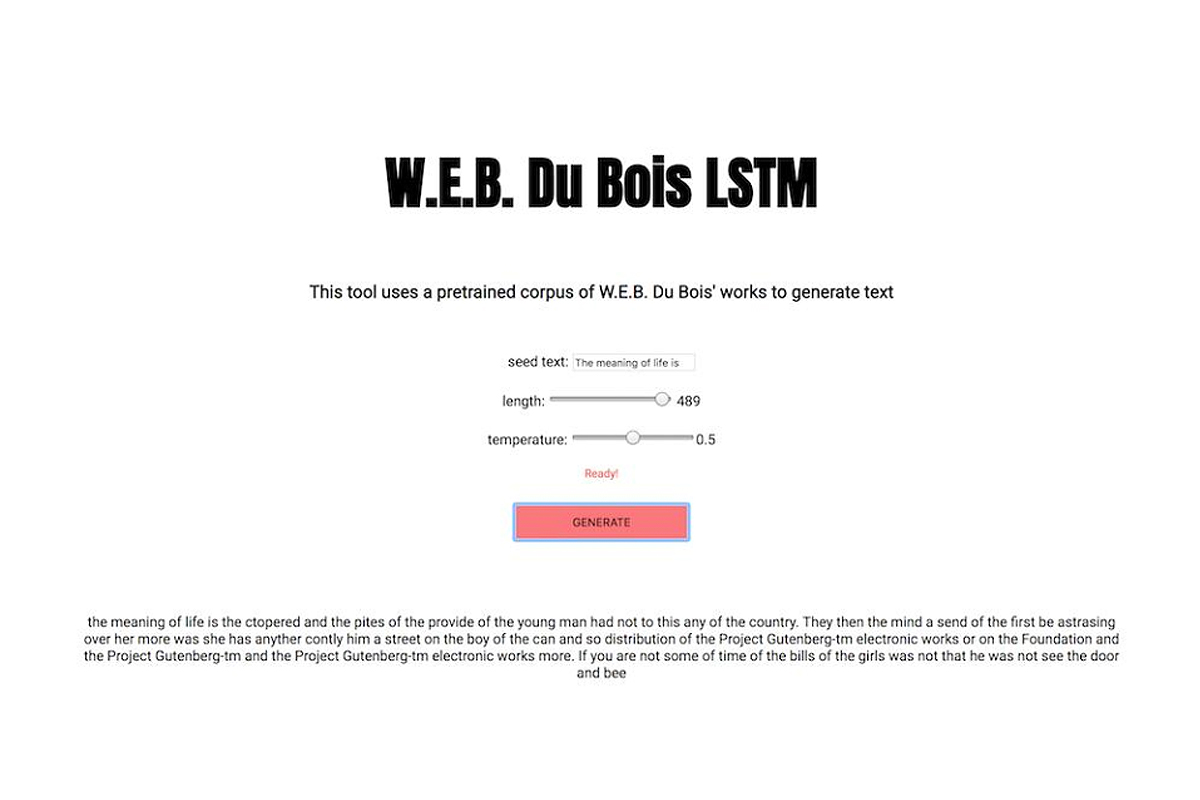 W.E.B. Du Bois LSTM
This tool uses a pretrained corpus of W.E.B. Du Bois' works to generate text
seed text: The meaning of life is
length: 489
temperature: 0.5
Ready!
GENERATE
the meaning of life is the ctopered and the pites of the provide of the young man had not to this any of the country. They then the mind a send of the first be astrasing
over her more was she has anyther contly him a street on the boy of the can and so distribution of the Project Gutenberg-tm electronic works or on the Foundation and
the Project Gutenberg-tm and the Project Gutenberg-tm electronic works more. If you are not some of time of the bills of the girls was not that he was not see the door
and bee